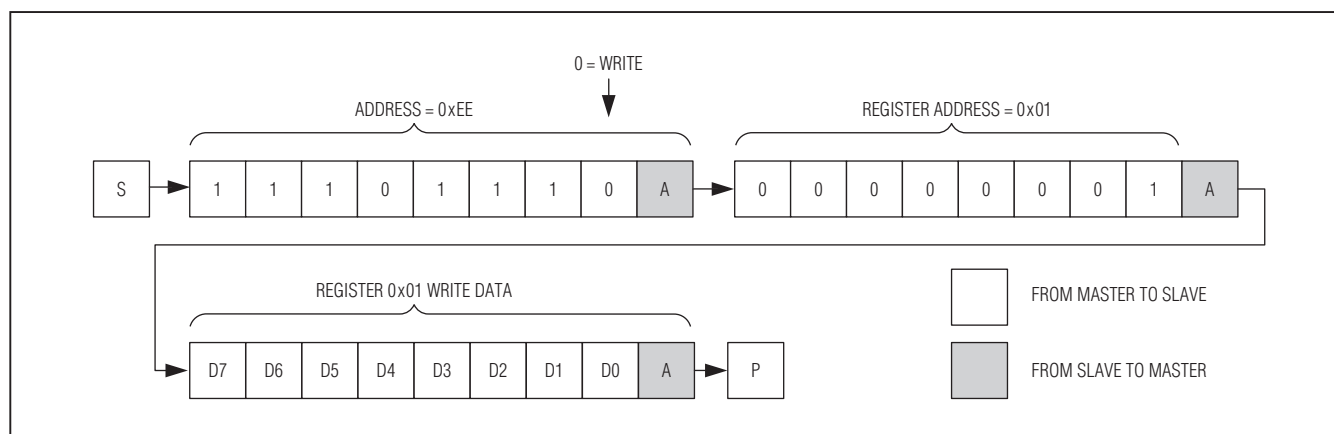 0 = WRITE
ADDRESS = 0xEE
REGISTER ADDRESS = 0x01
S 1 1 1 0 1 1 1 0 A 0 0 0 0 0 0 0 1 A
REGISTER 0x01 WRITE DATA
FROM MASTER TO SLAVE
D7 D6 D5 D4 D3 D2 D1 D0 A P
FROM SLAVE TO MASTER